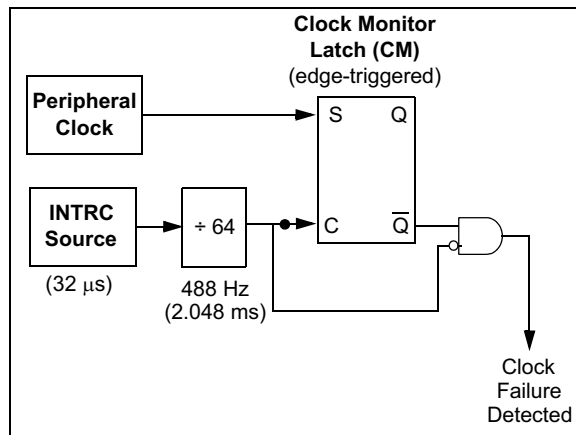 Clock Monitor
Latch (CM)
(edge-triggered)
Peripheral
Clock
S Q
INTRC
Source
(32 μs)
÷ 64
488 Hz
(2.048 ms)
C Q̅
Clock
Failure
Detected